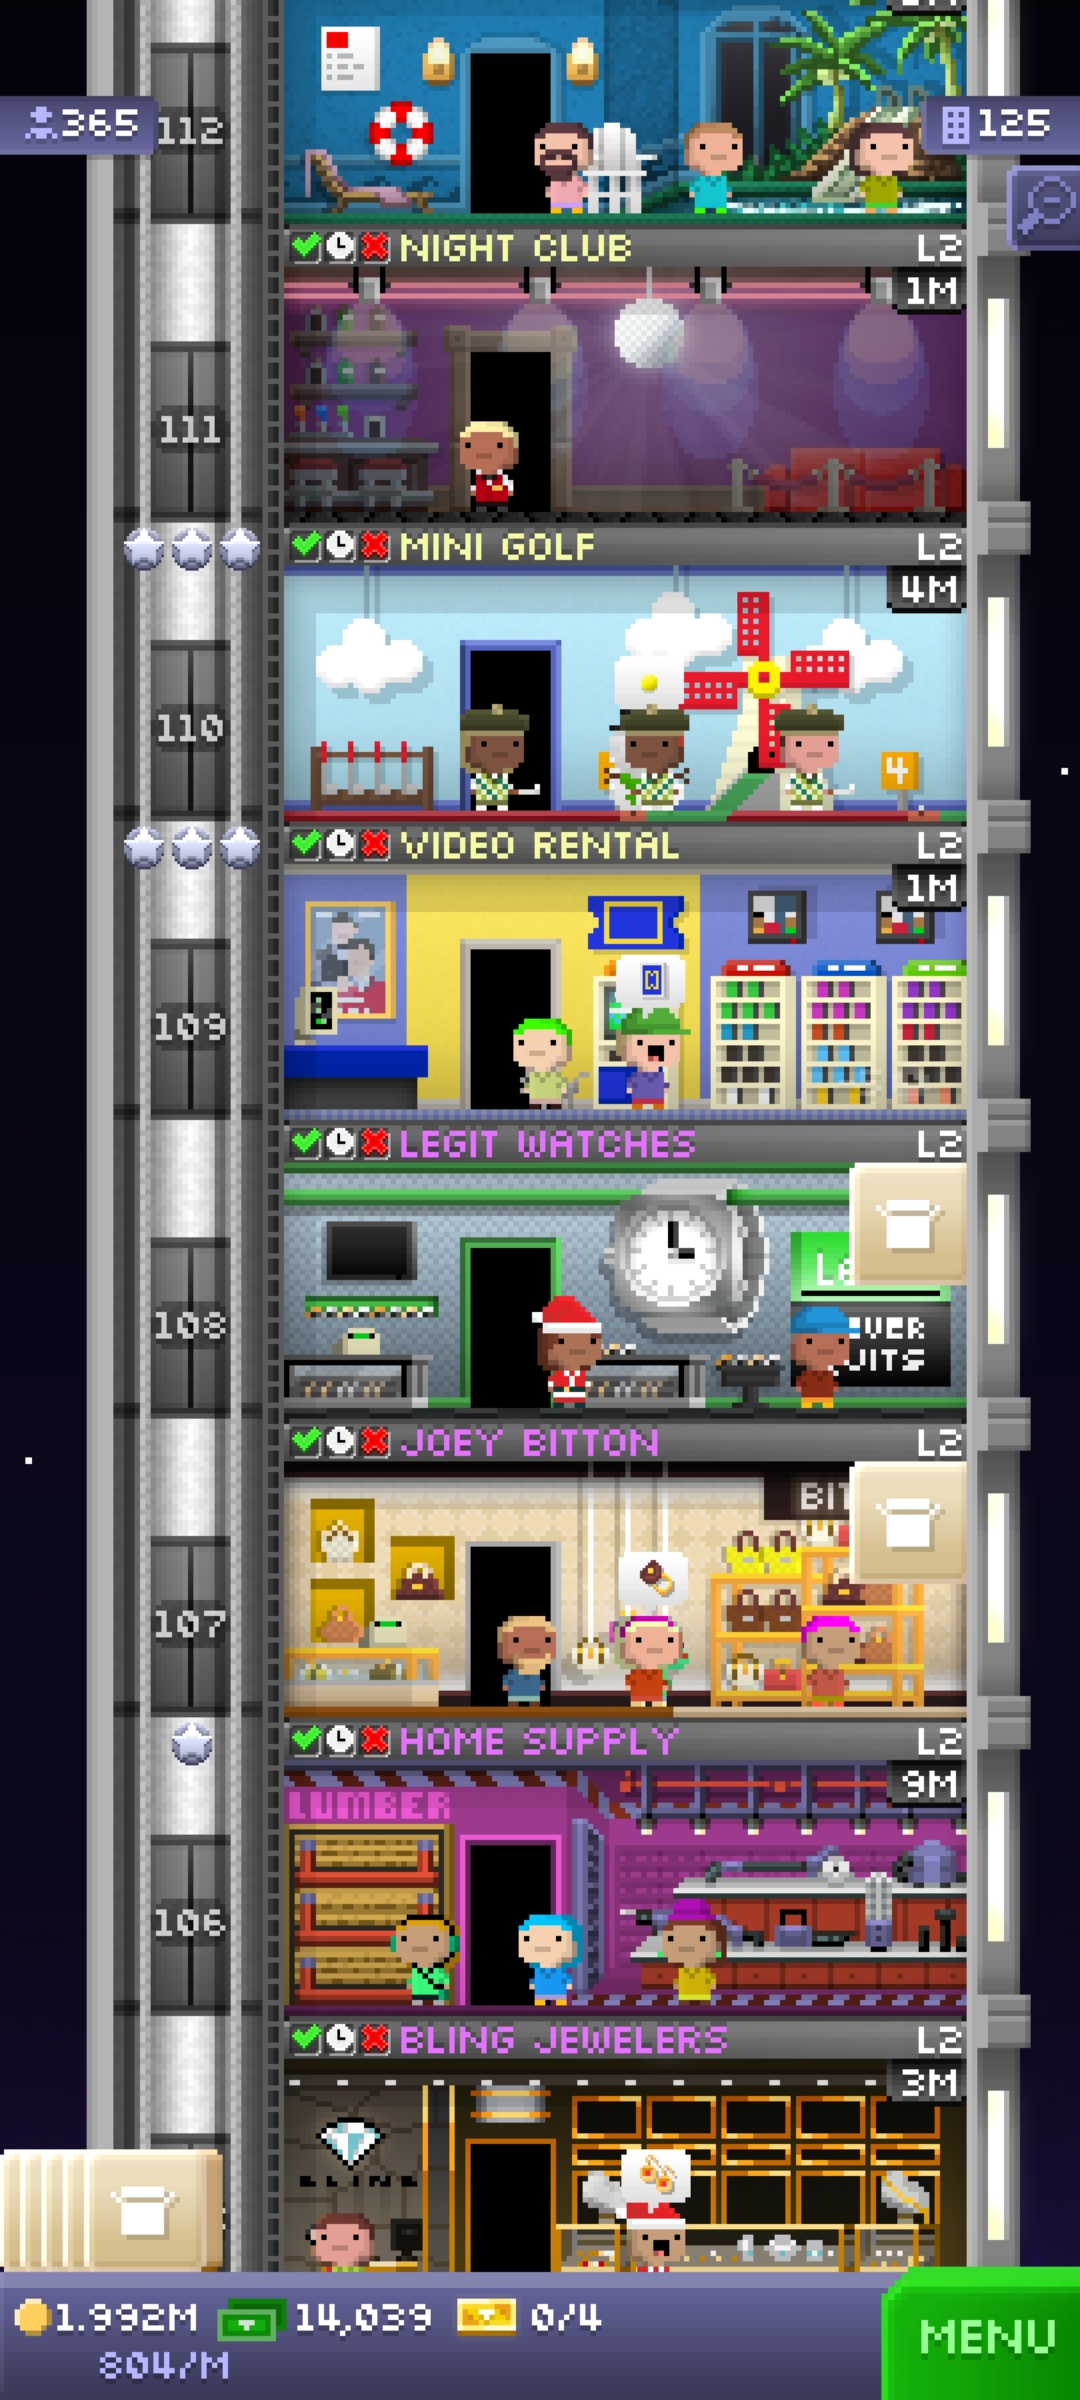 365
112
125
NIGHT CLUB L2
1M
111
MINI GOLF L2
4M
110
4
VIDEO RENTAL L2
1M
109
LEGIT WATCHES L2
108
JOEY BITTON L2
BIT
107
HOME SUPPLY L2
9M
LUMBER
106
BLING JEWELERS L2
3M
BLING
1.992M 14,039 0/4
804/M
MENU